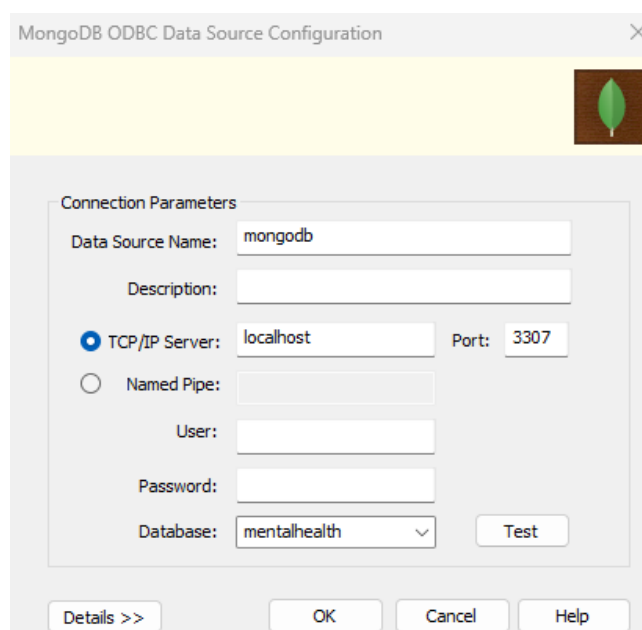 MongoDB ODBC Data Source Configuration
Connection Parameters
Data Source Name: mongodb
Description:
TCP/IP Server: localhost Port: 3307
Named Pipe:
User:
Password:
Database: mentalhealth Test
Details >> OK Cancel Help